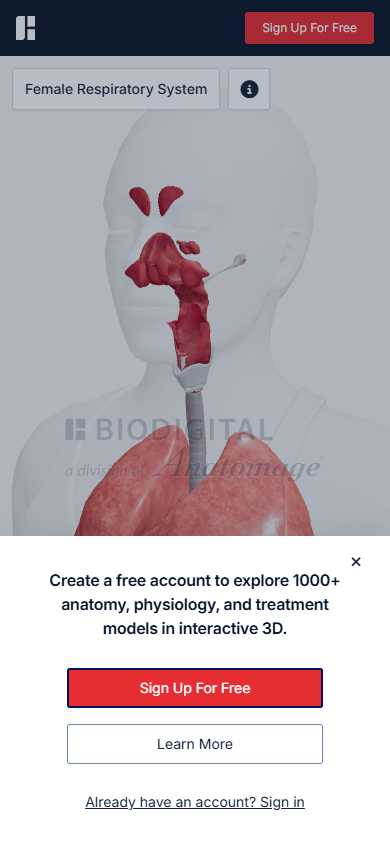 Sign Up For Free
Female Respiratory System
BIODIGITAL
a division of Anatomage
Create a free account to explore 1000+
anatomy, physiology, and treatment
models in interactive 3D.
Sign Up For Free
Learn More
Already have an account? Sign in